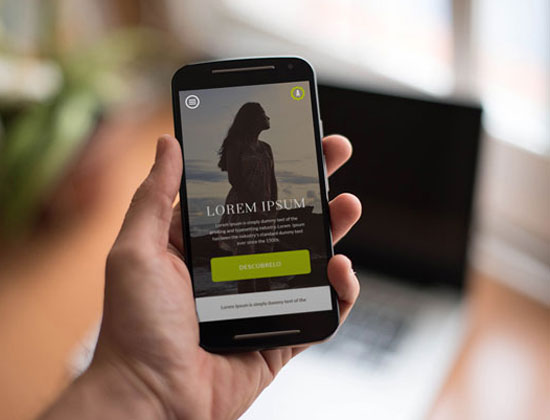 LOREM IPSUM
Lorem Ipsum is simply dummy text of the
printing and typesetting industry. Lorem Ipsum
has been the industry's standard dummy text
ever since the 1500s.
DESCÚBRELO
Lorem Ipsum is simply dummy text of the